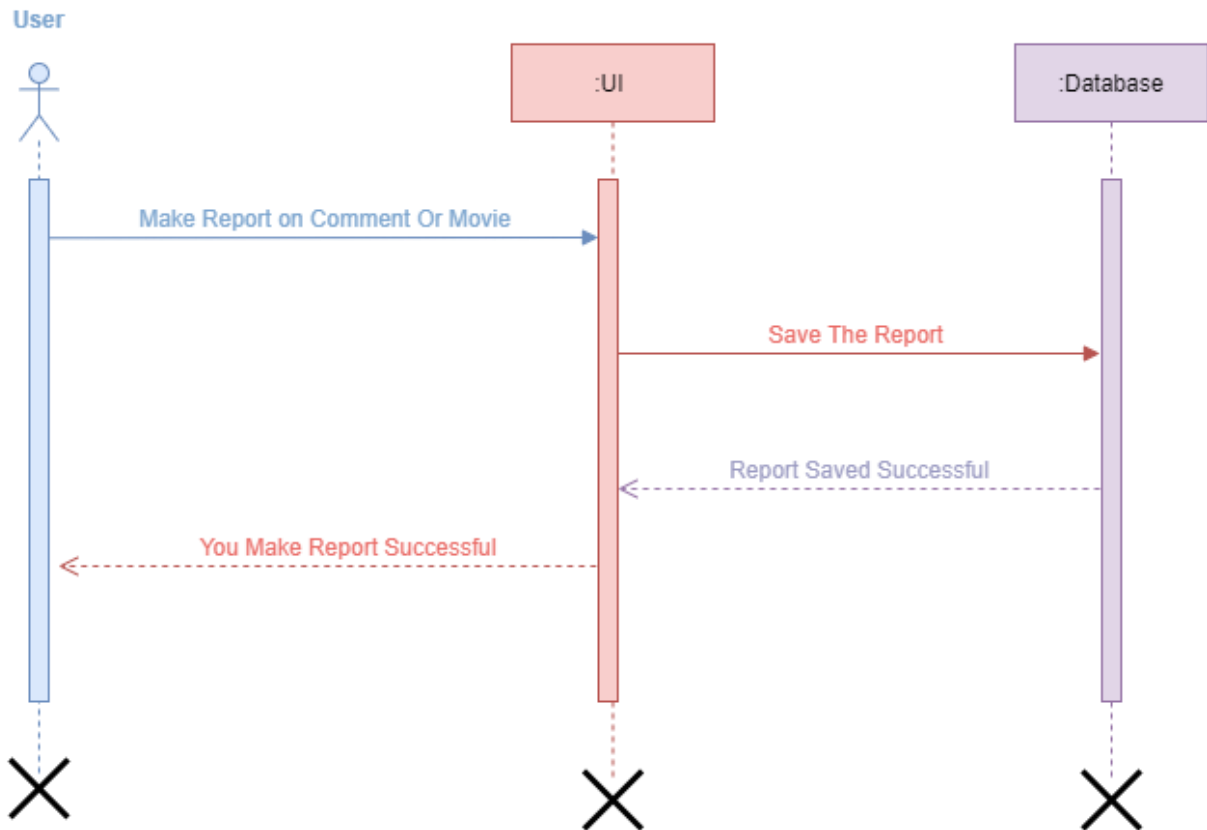 User
:UI
:Database
Make Report on Comment Or Movie
Save The Report
Report Saved Successful
You Make Report Successful